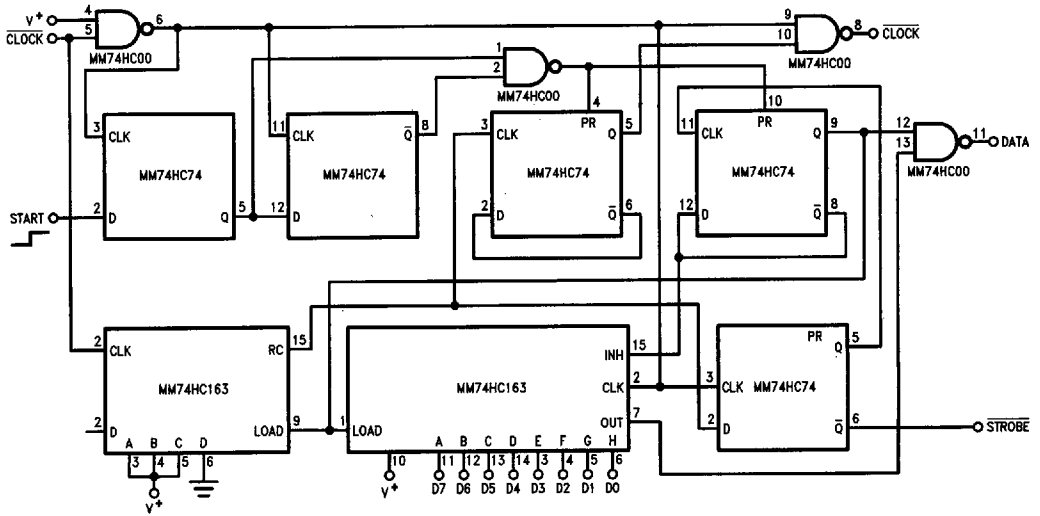 V+ 4 6 9 8 C̅L̅O̅C̅K̅
C̅L̅O̅C̅K̅ 5 10
MM74HC00 MM74HC00
1
2
MM74HC00
3 CLK 11 CLK Q̅ 8 4 PR 3 CLK Q 5 10 PR 11 CLK Q 9 12 11 DATA
13
MM74HC00
MM74HC74 MM74HC74 MM74HC74 MM74HC74
START 2 D Q 5 12 D 2 D Q̅ 6 12 D Q̅ 8
2 CLK RC 15 INH 15 PR Q 5
MM74HC163 MM74HC163 CLK 2 3 CLK MM74HC74
2 D LOAD 9 1 LOAD OUT 7 2 D Q̅ 6 S̅T̅R̅O̅B̅E̅
A B C D A B C D E F G H
3 4 5 6 10 11 12 13 14 3 4 5 6
V+ V+ D7 D6 D5 D4 D3 D2 D1 D0